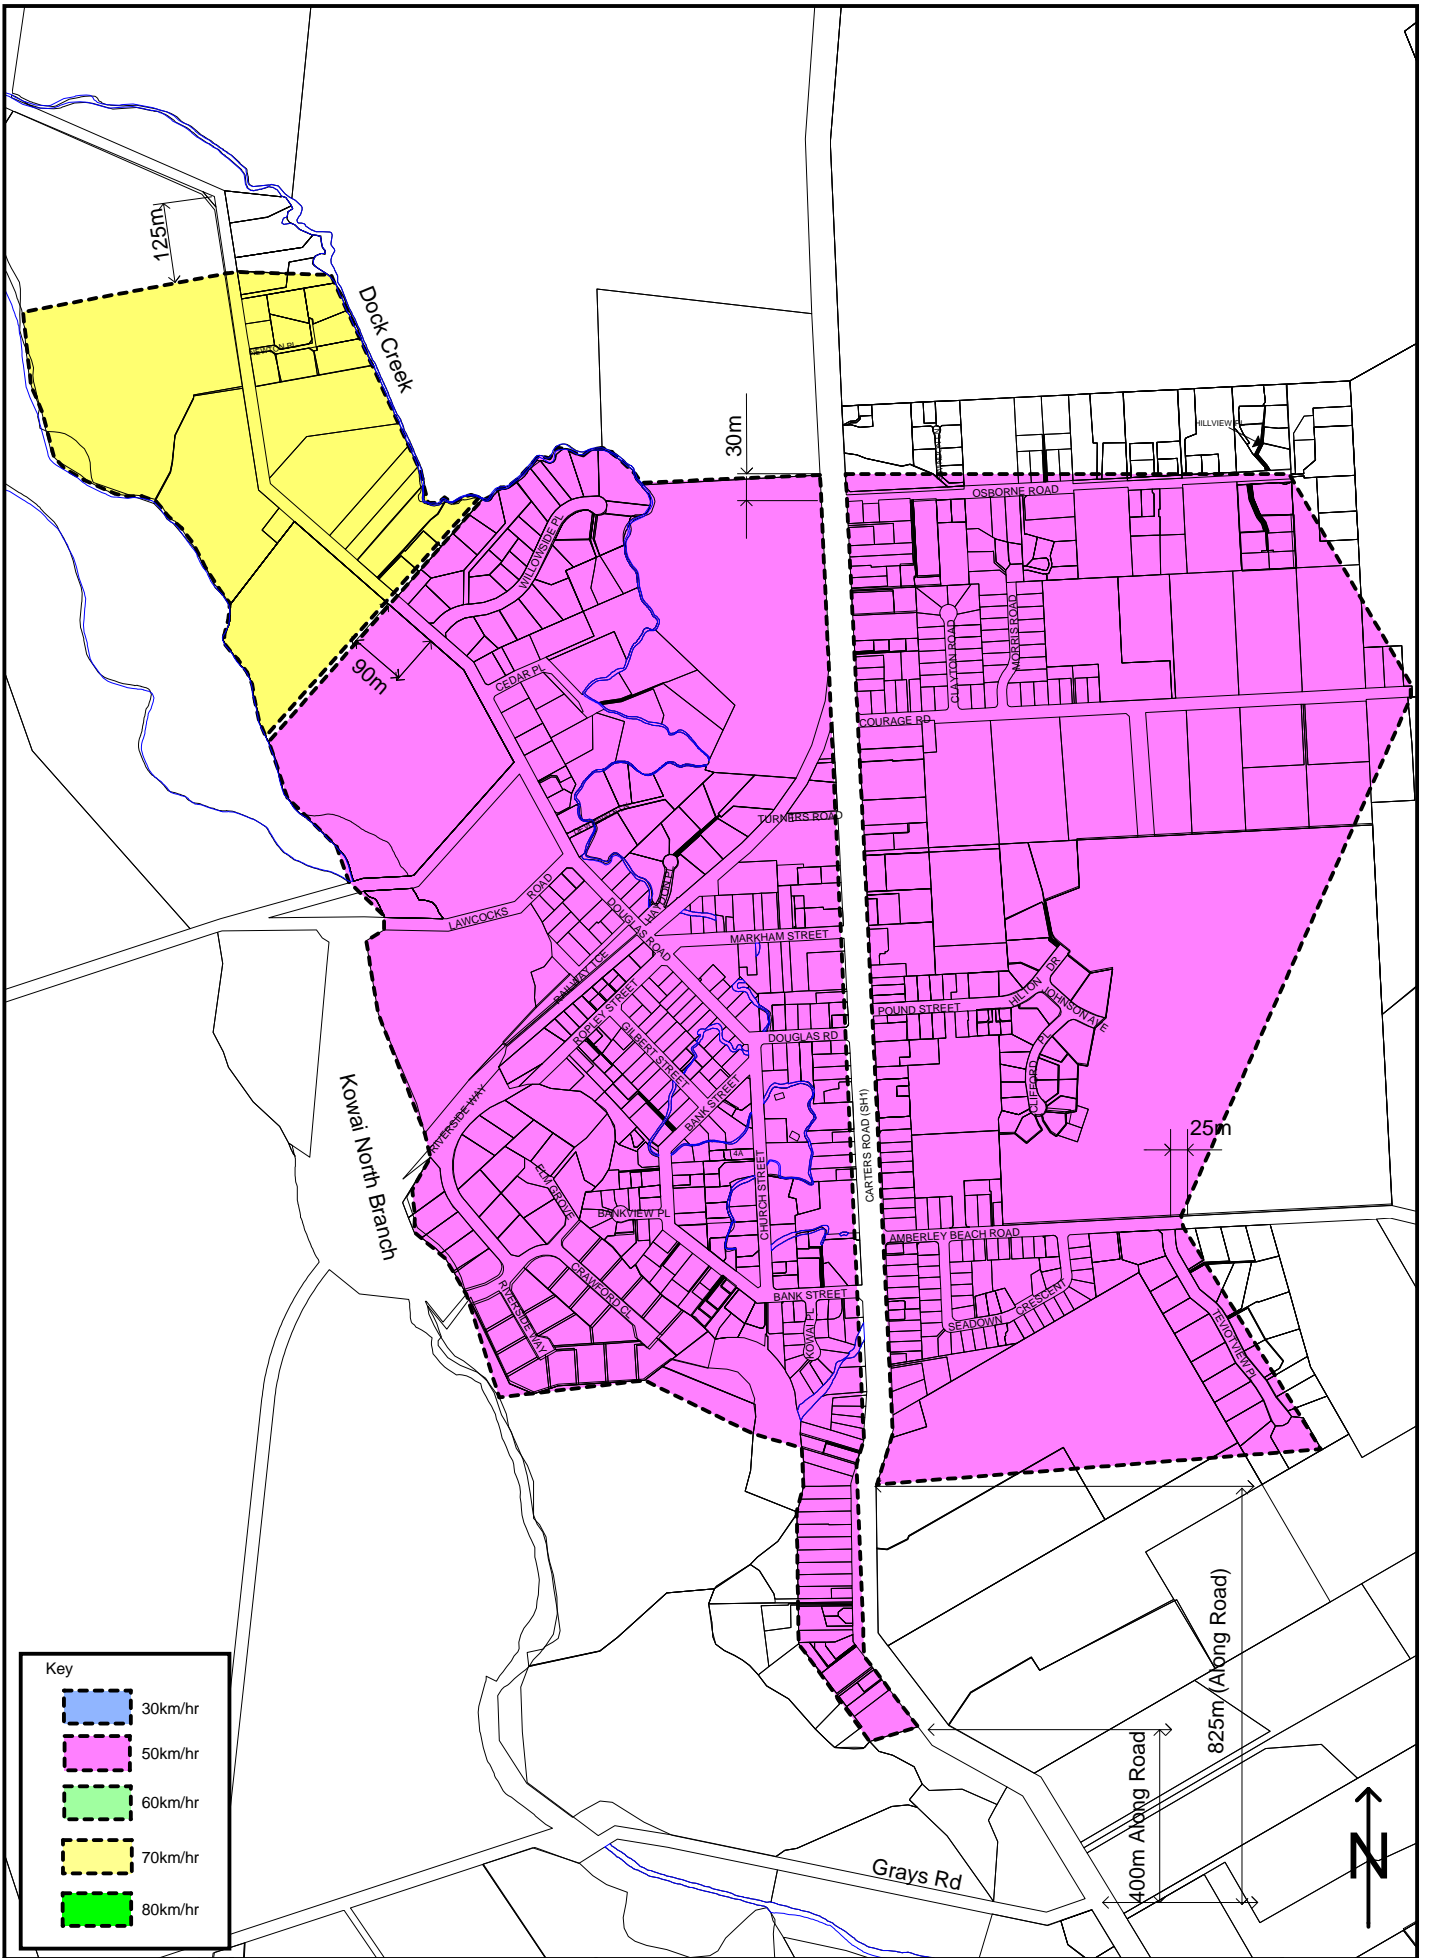 125m
Dock Creek
NEWTON PL
30m
HILLVIEW PL
OSBORNE ROAD
WILLOWSIDE PL
CLAYTON ROAD
MORRIS ROAD
90m
CEDAR PL
COURAGE RD
TURNERS ROAD
LAWCOCKS ROAD
DOUGLAS ROAD
MARKHAM STREET
RAILWAY TCE
ROPLEY STREET
GILBERT STREET
POUND STREET
HILTON DR
JOHNSON AVE
DOUGLAS RD
CLIFFORD PL
BANK STREET
Kowai North Branch
RIVERSIDE WAY
4A
CARTERS ROAD (SH1)
25m
ELM GROVE
CHURCH STREET
BANKVIEW PL
AMBERLEY BEACH ROAD
CRAWFORD CL
RIVERSIDE WAY
BANK STREET
KOWAI PL
SEADOWN CRESCENT
TEVIOTVIEW PL
825m (Along Road)
400m Along Road
Grays Rd
N
Key
30km/hr
50km/hr
60km/hr
70km/hr
80km/hr